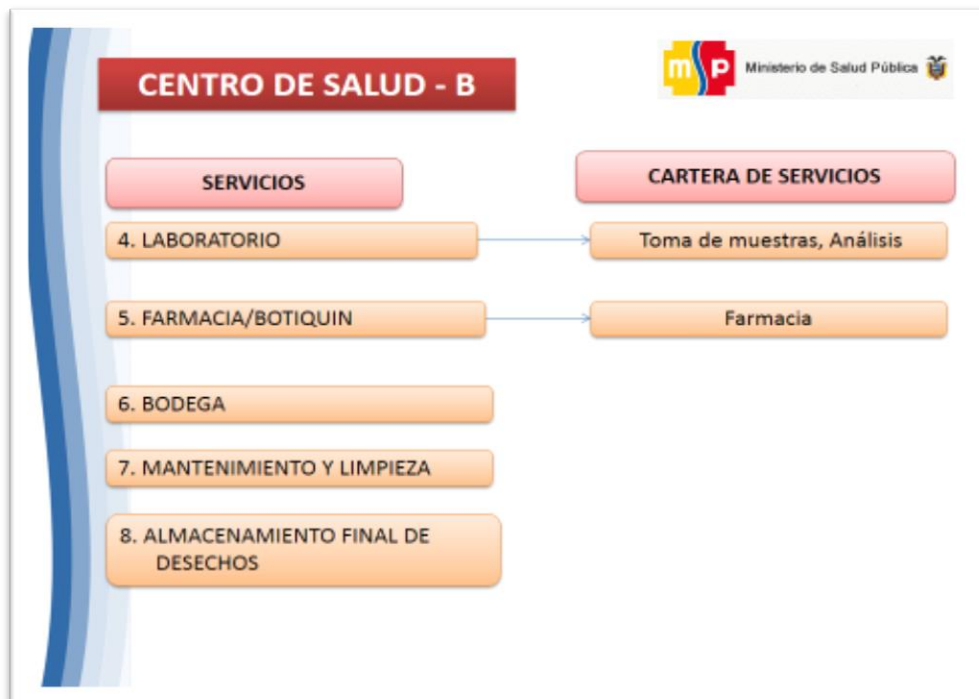 CENTRO DE SALUD - B
msp Ministerio de Salud Pública
SERVICIOS
CARTERA DE SERVICIOS
4. LABORATORIO
Toma de muestras, Análisis
5. FARMACIA/BOTIQUIN
Farmacia
6. BODEGA
7. MANTENIMIENTO Y LIMPIEZA
8. ALMACENAMIENTO FINAL DE
DESECHOS